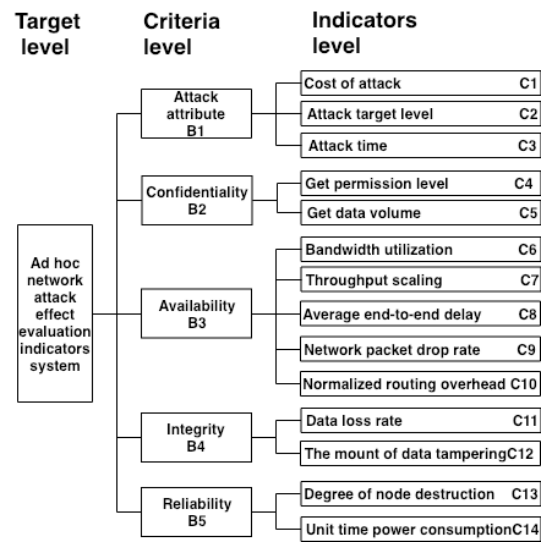 Target level
Criteria level
Indicators level
Ad hoc
network
attack
effect
evaluation
indicators
system
Attack
attribute
B1
Cost of attack C1
Attack target level C2
Attack time C3
Confidentiality
B2
Get permission level C4
Get data volume C5
Availability
B3
Bandwidth utilization C6
Throughput scaling C7
Average end-to-end delay C8
Network packet drop rate C9
Normalized routing overhead C10
Integrity
B4
Data loss rate C11
The mount of data tamperingC12
Reliability
B5
Degree of node destruction C13
Unit time power consumptionC14